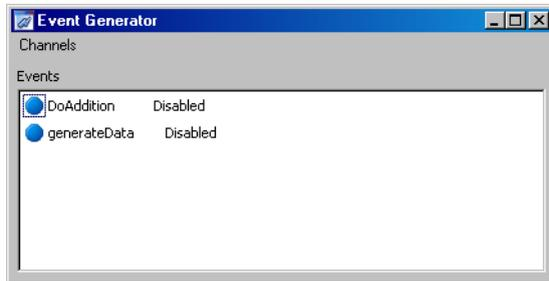 Event Generator
Channels
Events
DoAddition Disabled
generateData Disabled